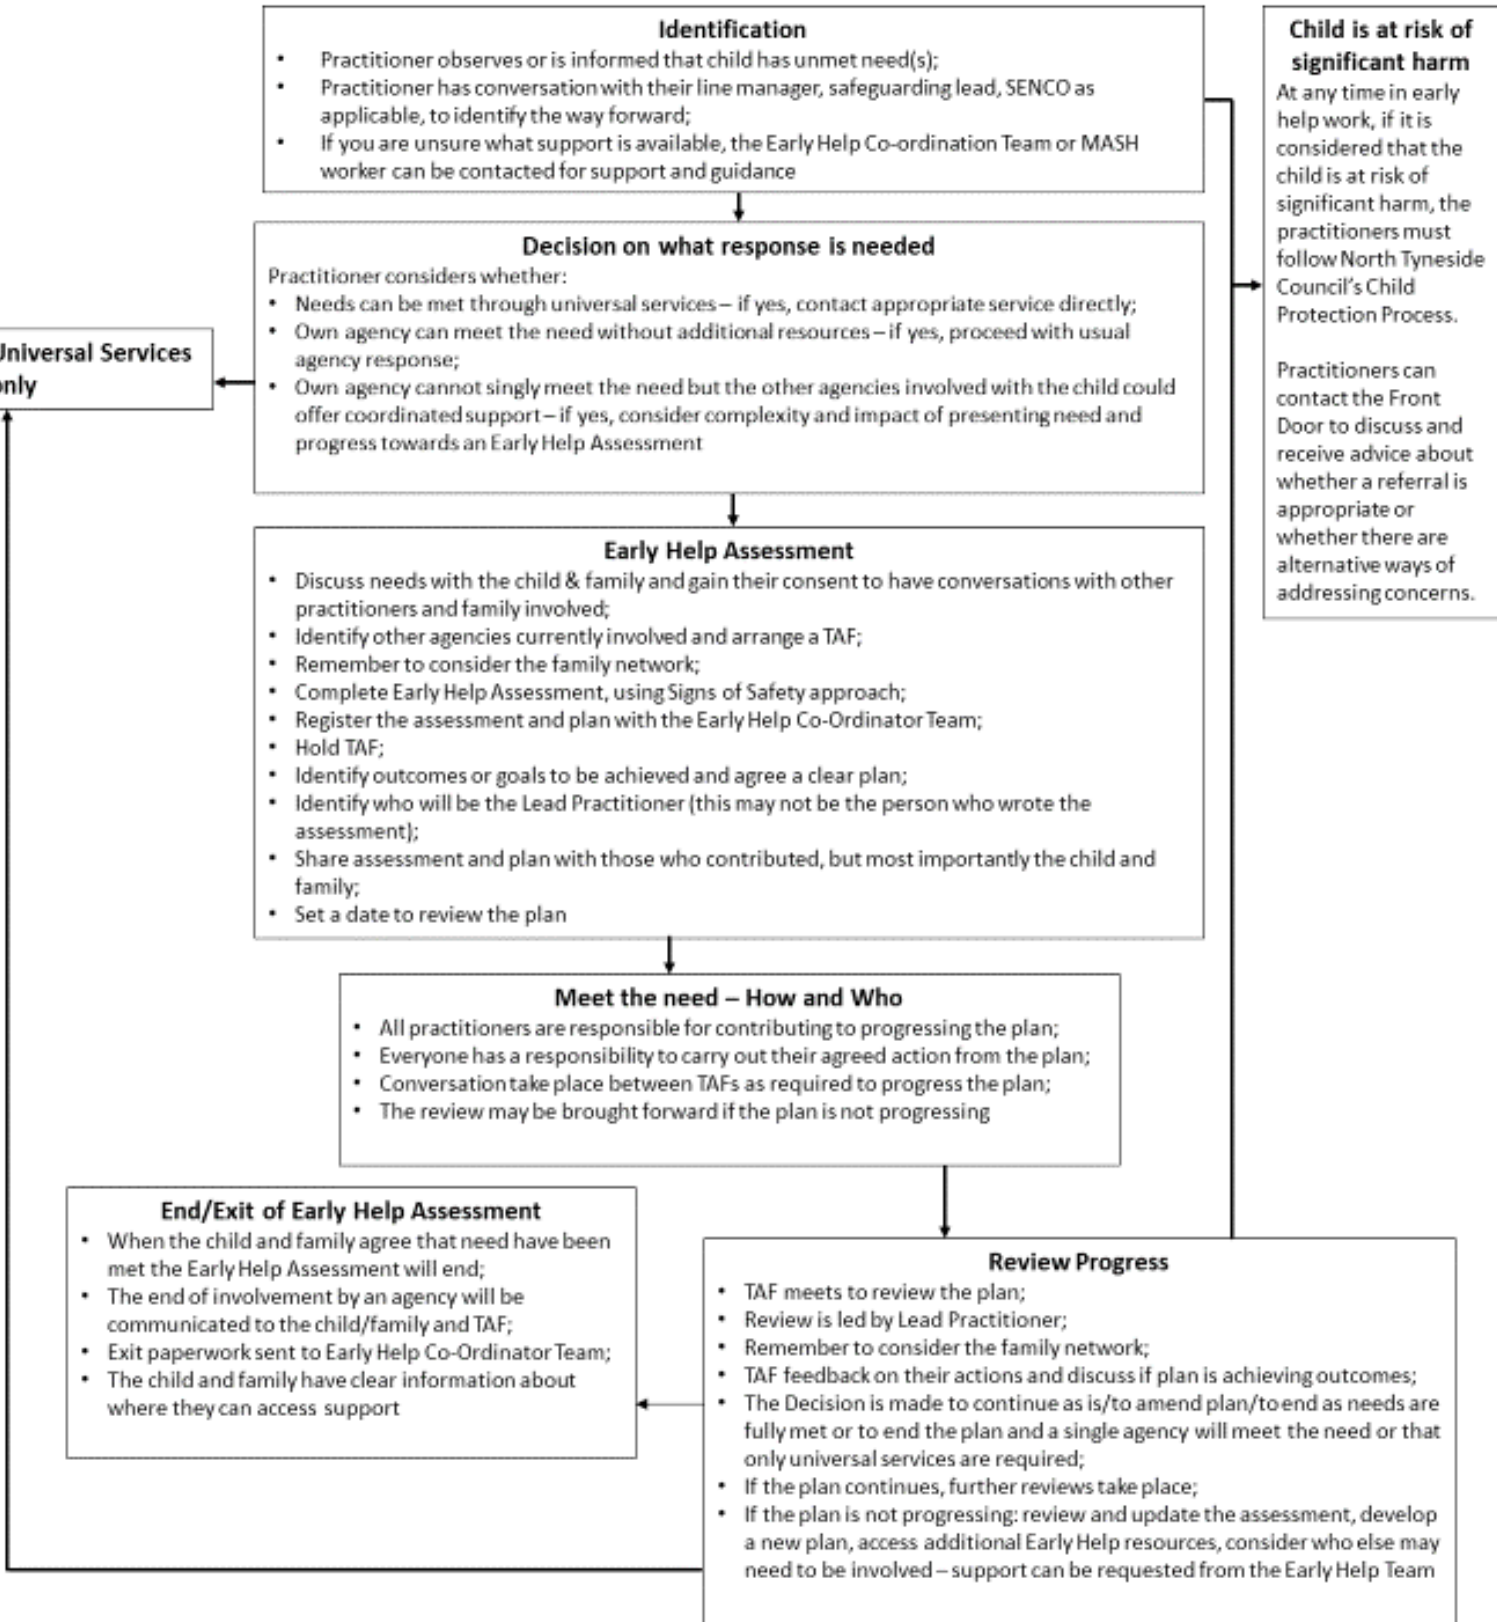 Identification
• Practitioner observes or is informed that child has unmet need(s);
• Practitioner has conversation with their line manager, safeguarding lead, SENCO as
applicable, to identify the way forward;
• If you are unsure what support is available, the Early Help Co-ordination Team or MASH
worker can be contacted for support and guidance
Child is at risk of
significant harm
At any time in early
help work, if it is
considered that the
child is at risk of
significant harm, the
practitioners must
follow North Tyneside
Council's Child
Protection Process.
Practitioners can
contact the Front
Door to discuss and
receive advice about
whether a referral is
appropriate or
whether there are
alternative ways of
addressing concerns.
Decision on what response is needed
Practitioner considers whether:
• Needs can be met through universal services – if yes, contact appropriate service directly;
• Own agency can meet the need without additional resources – if yes, proceed with usual
agency response;
• Own agency cannot singly meet the need but the other agencies involved with the child could
offer coordinated support – if yes, consider complexity and impact of presenting need and
progress towards an Early Help Assessment
Universal Services
only
Early Help Assessment
• Discuss needs with the child & family and gain their consent to have conversations with other
practitioners and family involved;
• Identify other agencies currently involved and arrange a TAF;
• Remember to consider the family network;
• Complete Early Help Assessment, using Signs of Safety approach;
• Register the assessment and plan with the Early Help Co-Ordinator Team;
• Hold TAF;
• Identify outcomes or goals to be achieved and agree a clear plan;
• Identify who will be the Lead Practitioner (this may not be the person who wrote the
assessment);
• Share assessment and plan with those who contributed, but most importantly the child and
family;
• Set a date to review the plan
Meet the need – How and Who
• All practitioners are responsible for contributing to progressing the plan;
• Everyone has a responsibility to carry out their agreed action from the plan;
• Conversation take place between TAFs as required to progress the plan;
• The review may be brought forward if the plan is not progressing
End/Exit of Early Help Assessment
• When the child and family agree that need have been
met the Early Help Assessment will end;
• The end of involvement by an agency will be
communicated to the child/family and TAF;
• Exit paperwork sent to Early Help Co-Ordinator Team;
• The child and family have clear information about
where they can access support
Review Progress
• TAF meets to review the plan;
• Review is led by Lead Practitioner;
• Remember to consider the family network;
• TAF feedback on their actions and discuss if plan is achieving outcomes;
• The Decision is made to continue as is/to amend plan/to end as needs are
fully met or to end the plan and a single agency will meet the need or that
only universal services are required;
• If the plan continues, further reviews take place;
• If the plan is not progressing: review and update the assessment, develop
a new plan, access additional Early Help resources, consider who else may
need to be involved – support can be requested from the Early Help Team